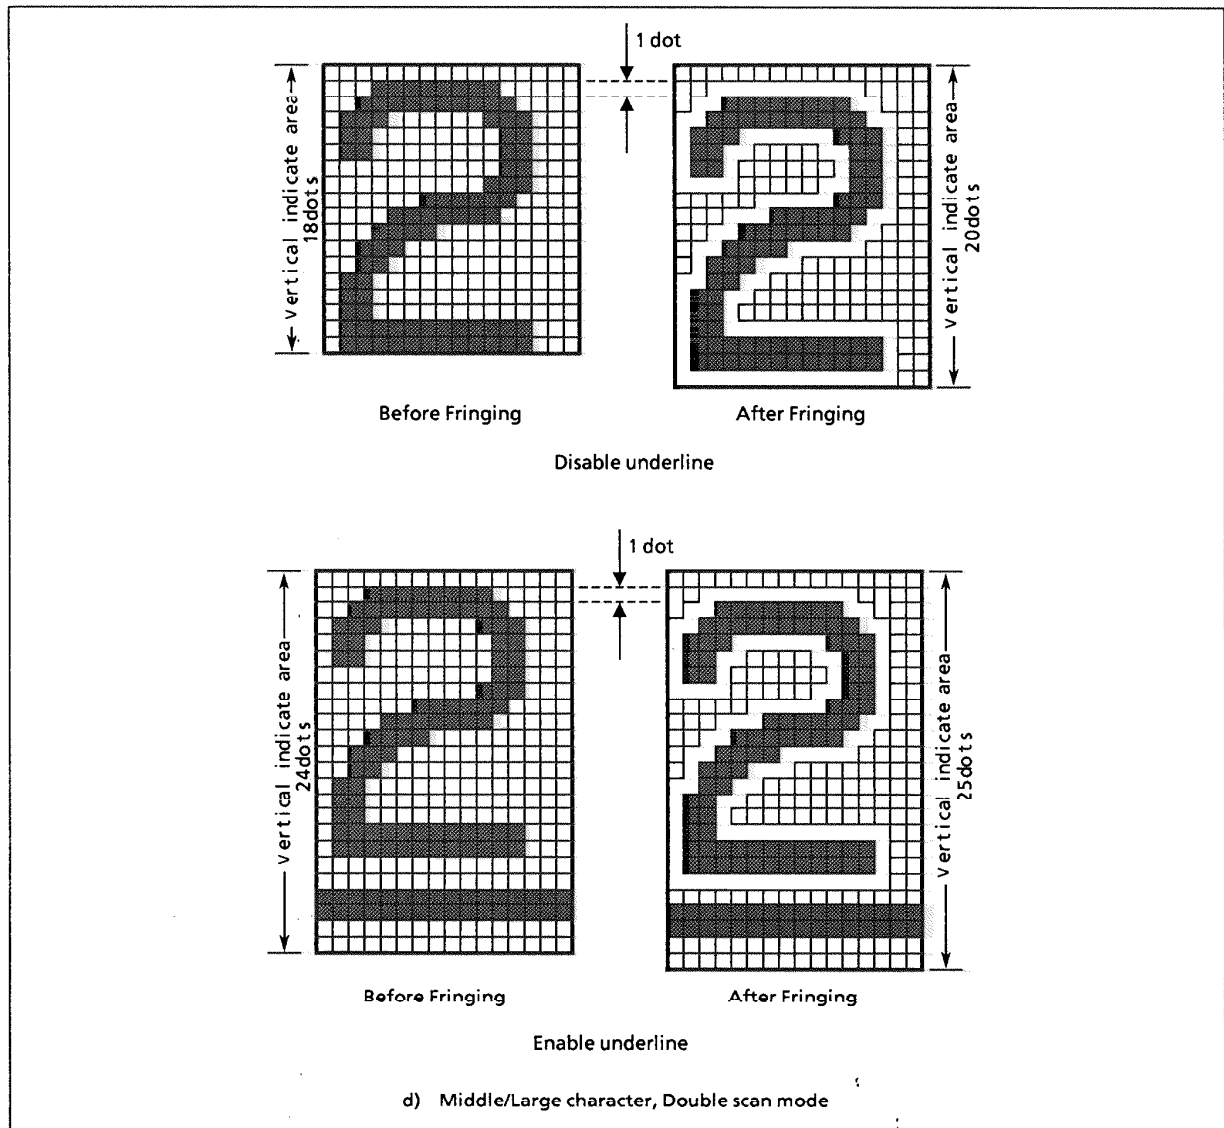 1 dot
vertical indicate area
18dots
vertical indicate area
20dots
Before Fringing
After Fringing
Disable underline
1 dot
vertical indicate area
24dots
vertical indicate area
25dots
Before Fringing
After Fringing
Enable underline
d) Middle/Large character, Double scan mode